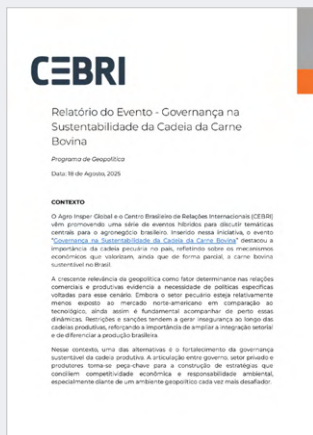 CEBRI
Relatório do Evento - Governança na
Sustentabilidade da Cadeia da Carne
Bovina
Programa de Geopolítica
Data: 18 de Agosto, 2025
CONTEXTO
O Agro Insper Global e o Centro Brasileiro de Relações Internacionais (CEBRI)
vêm promovendo uma série de eventos híbridos para discutir temáticas
centrais para o agronegócio brasileiro. Inserido nessa iniciativa, o evento
"Governança na Sustentabilidade da Cadeia da Carne Bovina" destacou a
importância da cadeia pecuária no país, refletindo sobre os mecanismos
econômicos que valorizam, ainda que de forma parcial, a carne bovina
sustentável no Brasil.
A crescente relevância da geopolítica como fator determinante nas relações
comerciais e produtivas evidencia a necessidade de políticas específicas
voltadas para esse cenário. Embora o setor pecuário esteja relativamente
menos exposto ao mercado norte-americano em comparação ao
tecnológico, ainda assim é fundamental acompanhar de perto essas
dinâmicas. Restrições e sanções tendem a gerar insegurança ao longo das
cadeias produtivas, reforçando a importância de ampliar a integração setorial
e de diferenciar a produção brasileira.
Nesse contexto, uma das alternativas é o fortalecimento da governança
sustentável da cadeia produtiva. A articulação entre governo, setor privado e
produtores torna-se peça-chave para a construção de estratégias que
conciliem competitividade econômica e responsabilidade ambiental,
especialmente diante de um ambiente geopolítico cada vez mais desafiador.